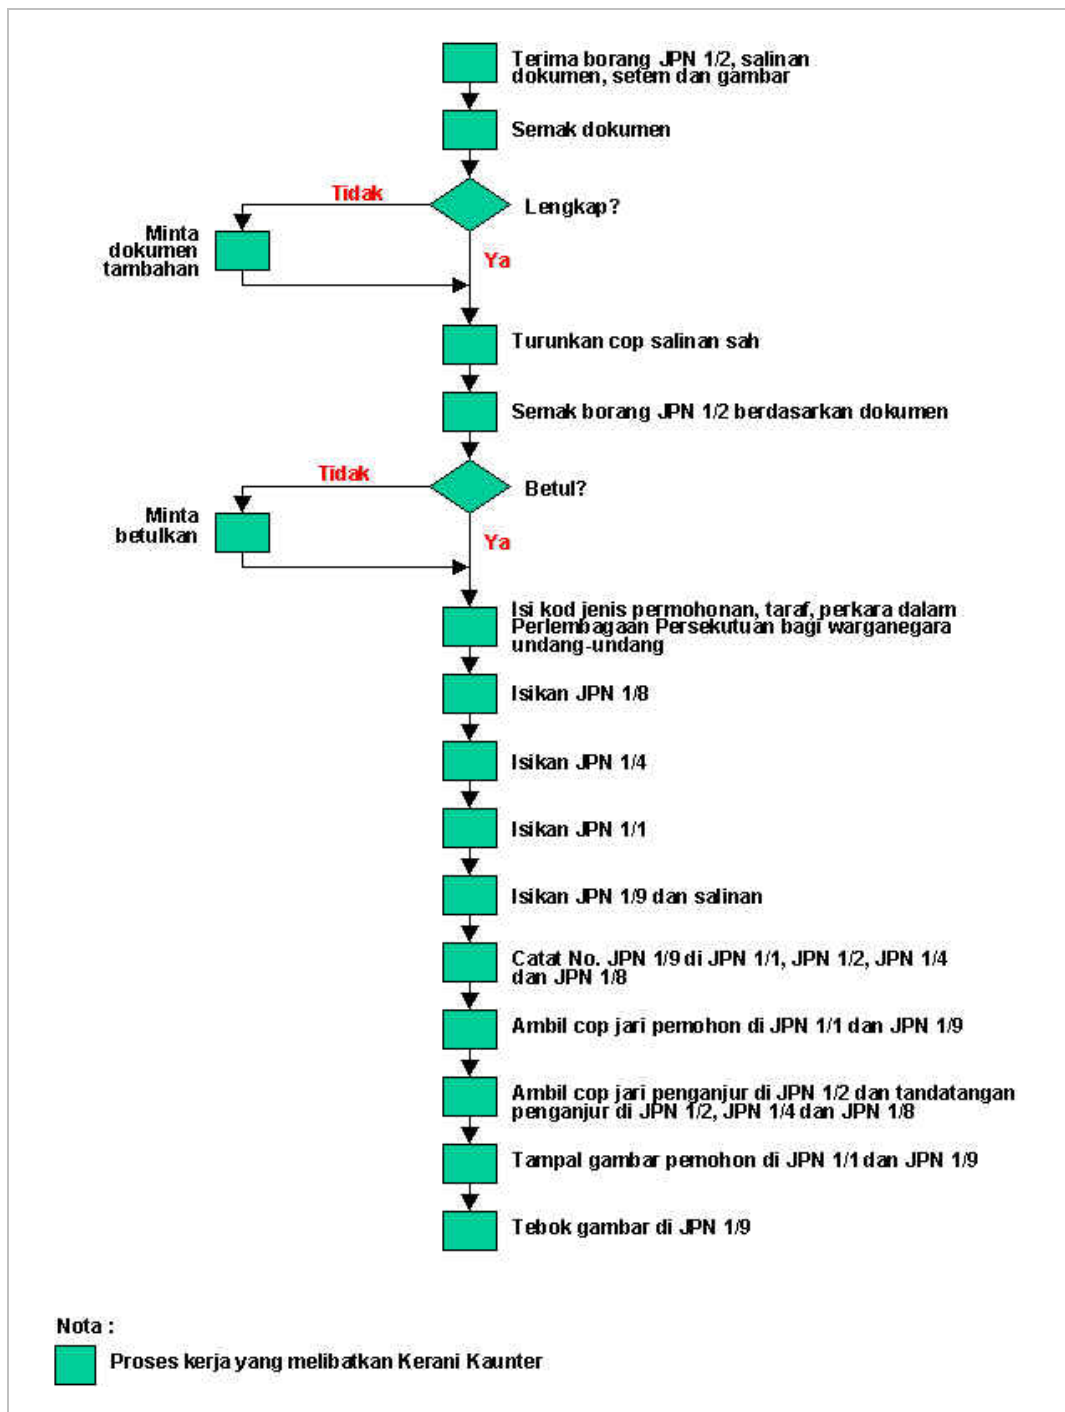 Terima borang JPN 1/2, salinan
dokumen, setem dan gambar
Semak dokumen
Tidak
Lengkap?
Minta
dokumen
tambahan
Ya
Turunkan cop salinan sah
Semak borang JPN 1/2 berdasarkan dokumen
Tidak
Betul?
Minta
betulkan
Ya
Isi kod jenis permohonan, taraf, perkara dalam
Perlembagaan Persekutuan bagi warganegara
undang-undang
Isikan JPN 1/8
Isikan JPN 1/4
Isikan JPN 1/1
Isikan JPN 1/9 dan salinan
Catat No. JPN 1/9 di JPN 1/1, JPN 1/2, JPN 1/4
dan JPN 1/8
Ambil cop jari pemohon di JPN 1/1 dan JPN 1/9
Ambil cop jari penganjur di JPN 1/2 dan tandatangan
penganjur di JPN 1/2, JPN 1/4 dan JPN 1/8
Tampal gambar pemohon di JPN 1/1 dan JPN 1/9
Tebok gambar di JPN 1/9
Nota :
Proses kerja yang melibatkan Kerani Kaunter